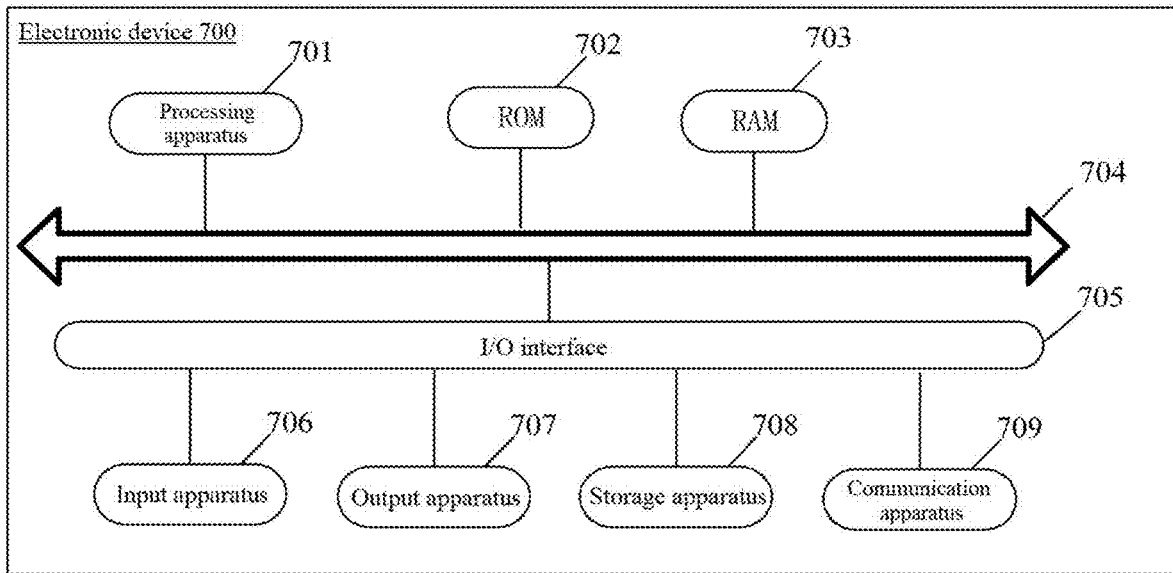 Electronic device 700
701
702
703
Processing
apparatus
ROM
RAM
704
705
I/O interface
706
707
708
709
Input apparatus
Output apparatus
Storage apparatus
Communication
apparatus